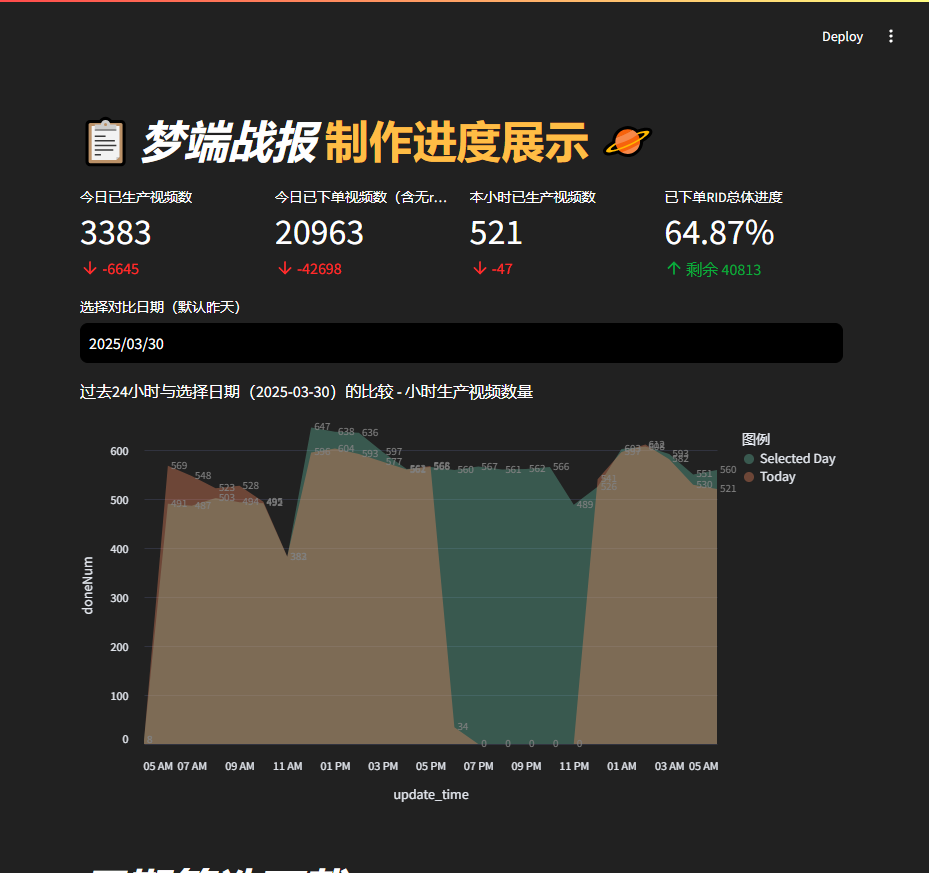 Deploy
梦端战报制作进度展示
今日已生产视频数
3383
-6645
今日已下单视频数（含无r...
20963
-42698
本小时已生产视频数
521
-47
已下单RID总体进度
64.87%
剩余 40813
选择对比日期（默认昨天）
2025/03/30
过去24小时与选择日期（2025-03-30）的比较 - 小时生产视频数量
图例
Selected Day
Today
doneNum
600
500
400
300
200
100
0
647 638 636 597
569 548 523 528
491 487 503 494 495
383
604 593 577
566 560 567 561 562 566
489
34
0 0 0 0 0
612 593 582
551 560
530 521
05 AM 07 AM 09 AM 11 AM 01 PM 03 PM 05 PM 07 PM 09 PM 11 PM 01 AM 03 AM 05 AM
update_time